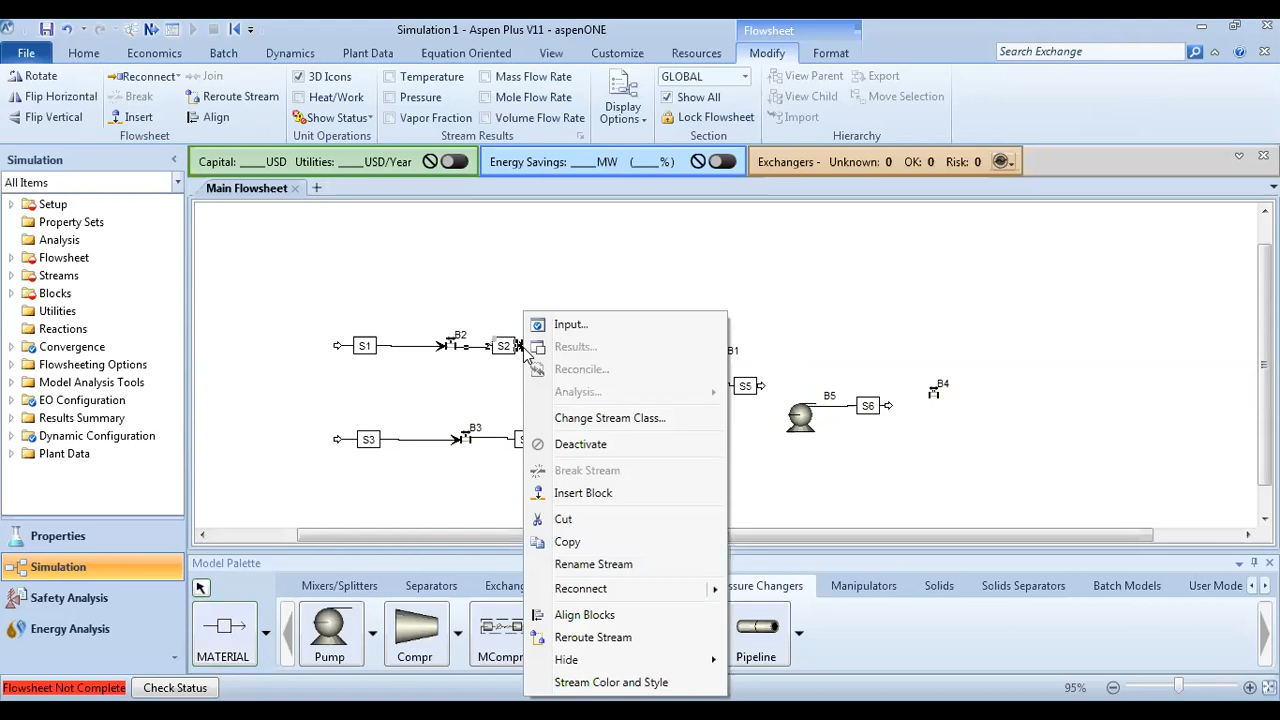 Simulation 1 - Aspen Plus V11 - aspenONE
Flowsheet
File Home Economics Batch Dynamics Plant Data Equation Oriented View Customize Resources Modify Format Search Exchange
Rotate Reconnect Join 3D Icons Temperature Mass Flow Rate GLOBAL View Parent Export
Flip Horizontal Break Reroute Stream Heat/Work Pressure Mole Flow Rate Display Show All View Child Move Selection
Flip Vertical Insert Align Show Status Vapor Fraction Volume Flow Rate Options Lock Flowsheet Import
Flowsheet Unit Operations Stream Results Section Hierarchy
Simulation Capital: ____USD Utilities: ____USD/Year Energy Savings: ____MW (____%) Exchangers - Unknown: 0 OK: 0 Risk: 0
All Items Main Flowsheet +
Setup
Property Sets
Analysis
Flowsheet
Streams
Blocks
Utilities
Reactions
Convergence
Flowsheeting Options
Model Analysis Tools
EO Configuration
Results Summary
Dynamic Configuration
Plant Data
S1 B2 S2 B1
S5 B4
B5 S6
S3 B3
Input...
Results...
Reconcile...
Analysis...
Change Stream Class...
Deactivate
Break Stream
Insert Block
Cut
Copy
Rename Stream
Reconnect
Align Blocks
Reroute Stream
Hide
Stream Color and Style
Properties
Simulation
Safety Analysis
Energy Analysis
Model Palette
Mixers/Splitters Separators Manipulators Solids Solids Separators Batch Models User Mode
MATERIAL Pump Compr MCompr Pipeline
Flowsheet Not Complete Check Status 95%